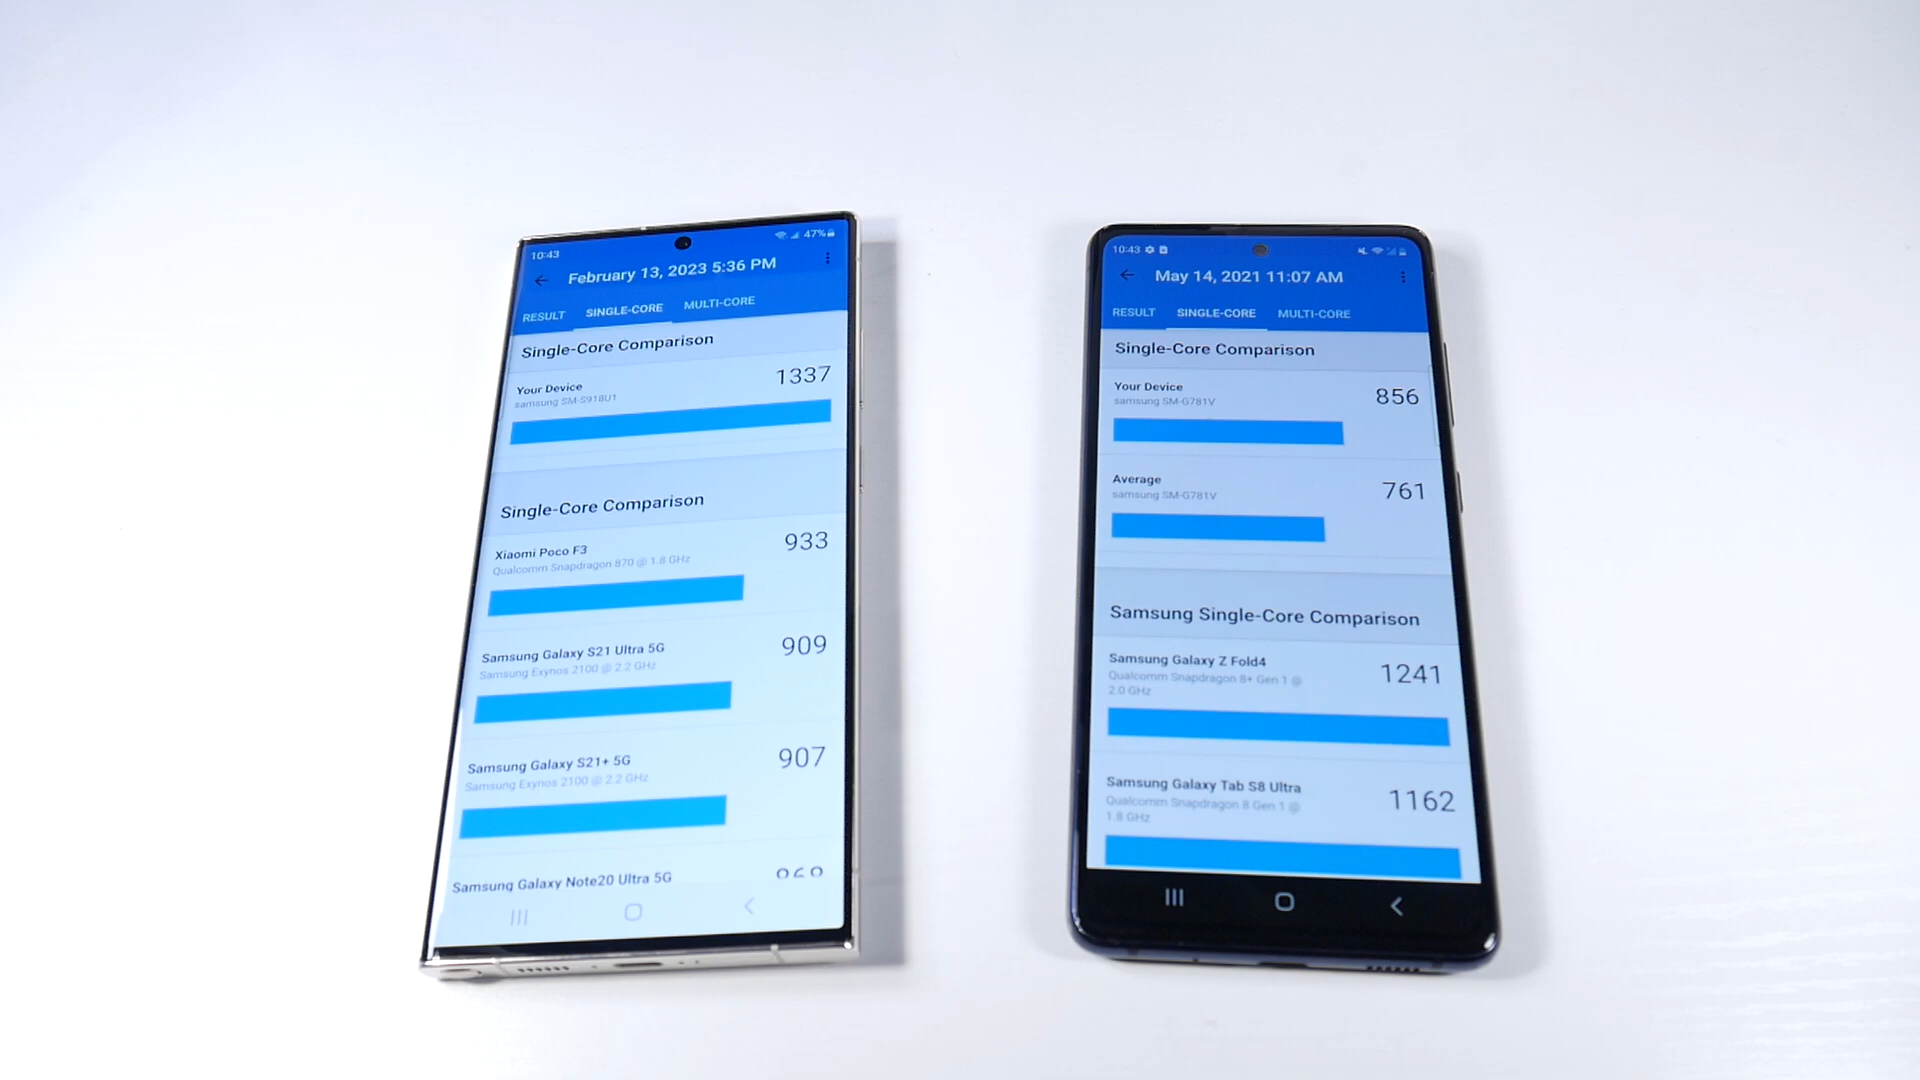 10:43
47%
February 13, 2023 5:36 PM
RESULT SINGLE-CORE MULTI-CORE
Single-Core Comparison
Your Device
samsung SM-S918U1
1337
Single-Core Comparison
Xiaomi Poco F3
Qualcomm Snapdragon 870 @ 1.8 GHz
933
Samsung Galaxy S21 Ultra 5G
Samsung Exynos 2100 @ 2.2 GHz
909
Samsung Galaxy S21+ 5G
Samsung Exynos 2100 @ 2.2 GHz
907
Samsung Galaxy Note20 Ultra 5G
10:43
May 14, 2021 11:07 AM
RESULT SINGLE-CORE MULTI-CORE
Single-Core Comparison
Your Device
samsung SM-G781V
856
Average
samsung SM-G781V
761
Samsung Single-Core Comparison
Samsung Galaxy Z Fold4
Qualcomm Snapdragon 8+ Gen 1 @
2.0 GHz
1241
Samsung Galaxy Tab S8 Ultra
Qualcomm Snapdragon 8 Gen 1 @
1.8 GHz
1162